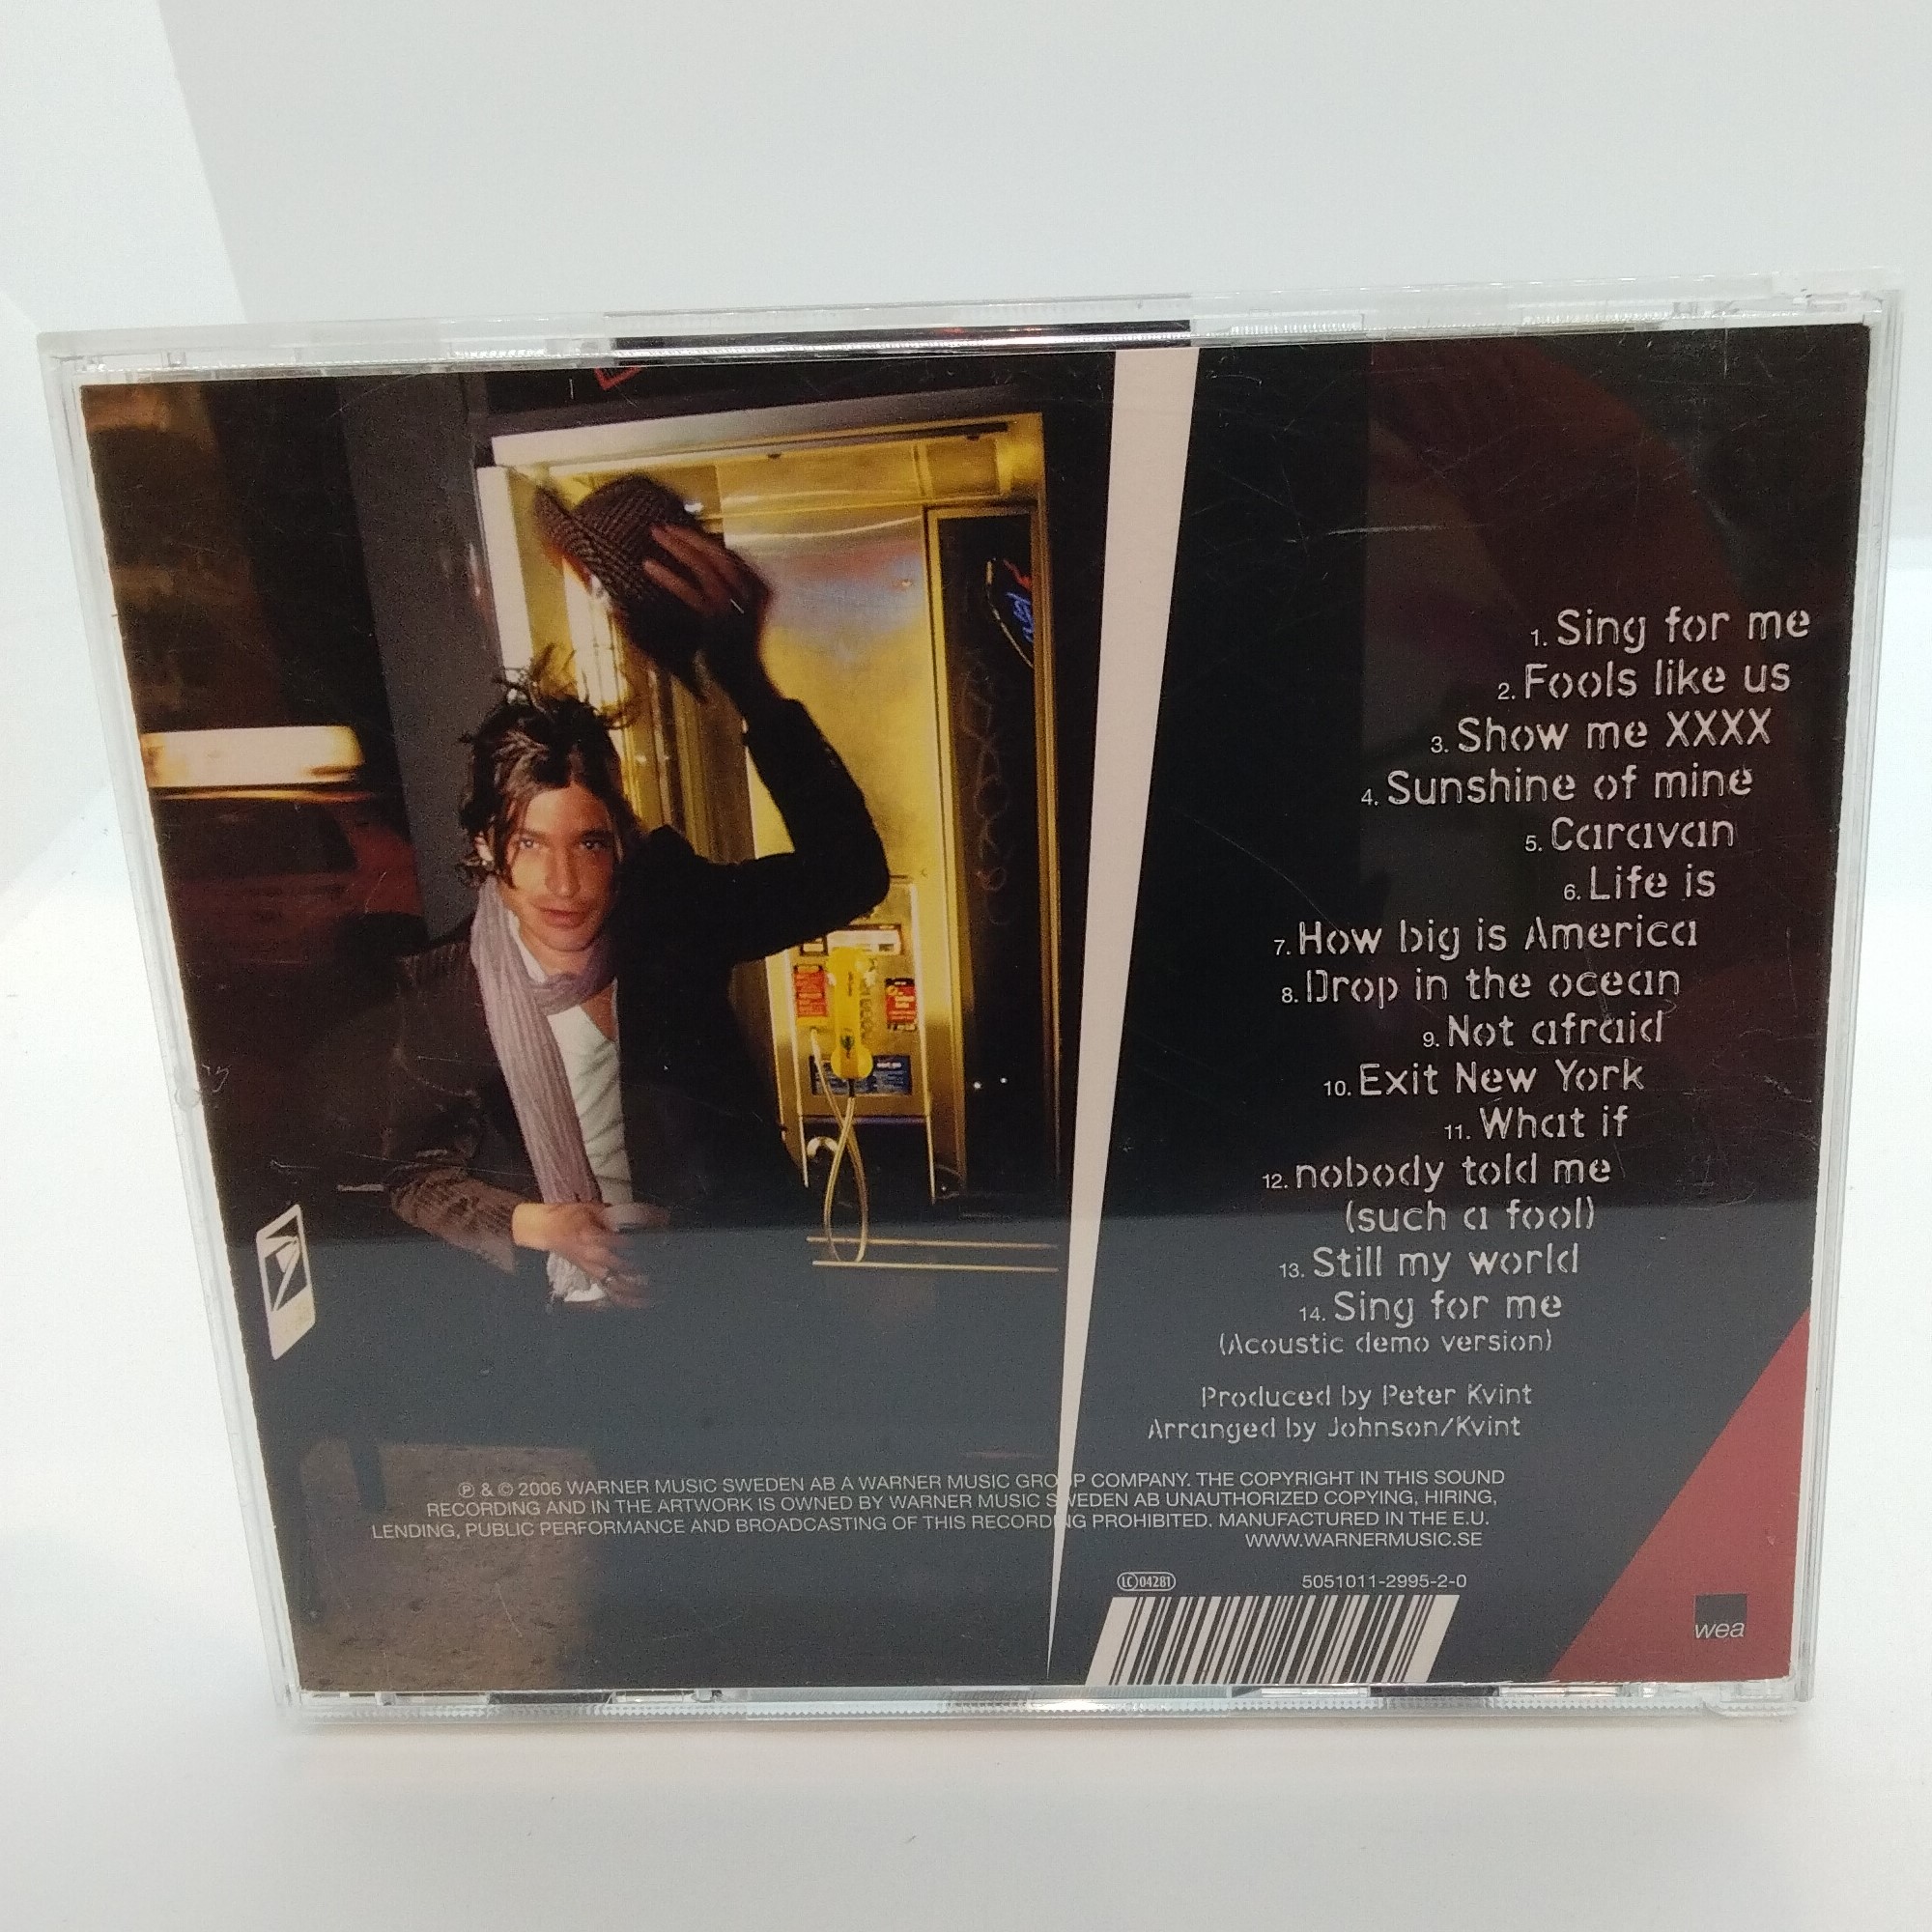 1. Sing for me
2. Fools like us
3. Show me XXXX
4. Sunshine of mine
5. Caravan
6. Life is
7. How big is America
8. Drop in the ocean
9. Not afraid
10. Exit New York
11. What if
12. nobody told me
(such a fool)
13. Still my world
14. Sing for me
(Acoustic demo version)
Produced by Peter Kvint
Arranged by Johnson/Kvint
℗ & © 2006 WARNER MUSIC SWEDEN AB A WARNER MUSIC GROUP COMPANY. THE COPYRIGHT IN THIS SOUND
RECORDING AND IN THE ARTWORK IS OWNED BY WARNER MUSIC SWEDEN AB UNAUTHORIZED COPYING, HIRING,
LENDING, PUBLIC PERFORMANCE AND BROADCASTING OF THIS RECORDING PROHIBITED. MANUFACTURED IN THE E.U.
WWW.WARNERMUSIC.SE
LC 04281
5051011-2995-2-0
wea